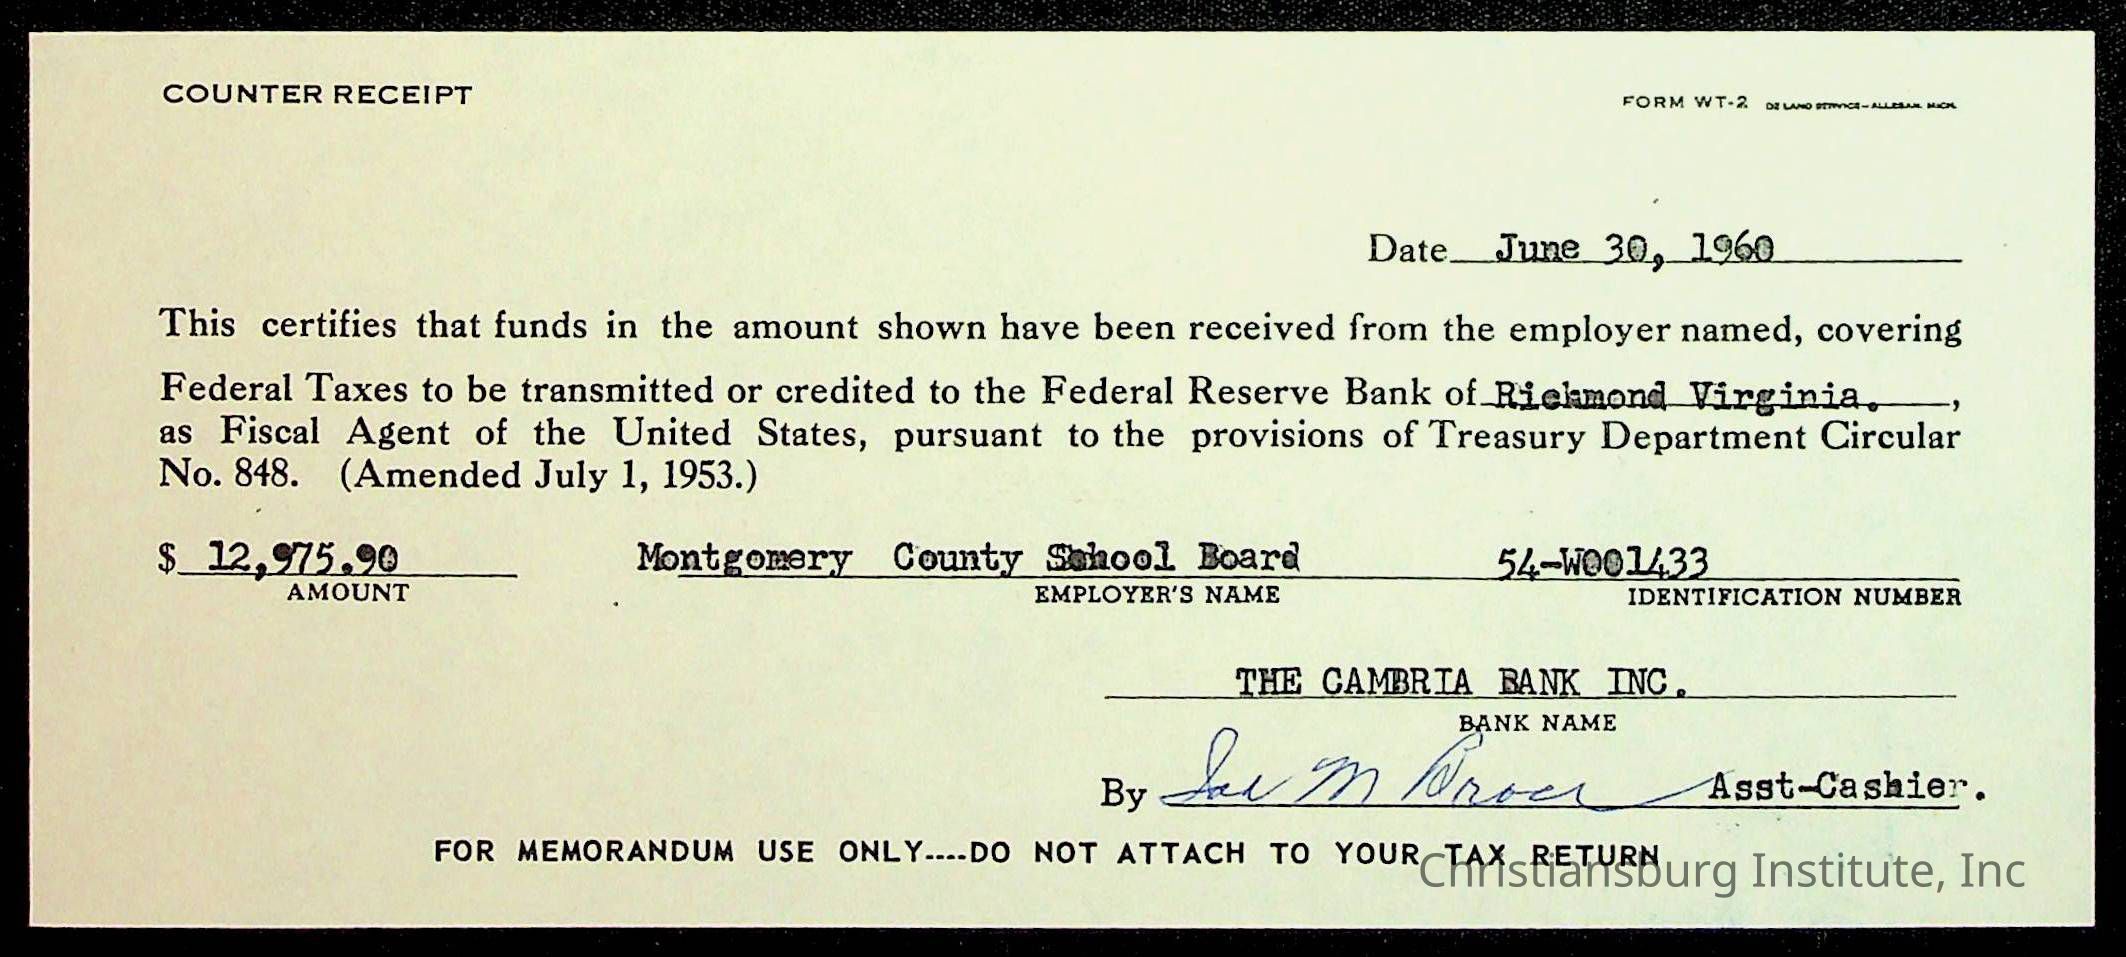 COUNTER RECEIPT
FORM WT-2 DE LAND SERVICE-ALLEGAN, MICH.
Date June 30, 1960
This certifies that funds in the amount shown have been received from the employer named, covering
Federal Taxes to be transmitted or credited to the Federal Reserve Bank of Richmond Virginia. ,
as Fiscal Agent of the United States, pursuant to the provisions of Treasury Department Circular
No. 848. (Amended July 1, 1953.)
$ 12,975.90 Montgomery County School Board 54-W001433
AMOUNT EMPLOYER'S NAME IDENTIFICATION NUMBER
THE CAMBRIA BANK INC.
BANK NAME
By M Asst-Cashier.
FOR MEMORANDUM USE ONLY----DO NOT ATTACH TO YOUR TAX RETURN
Christiansburg Institute, Inc